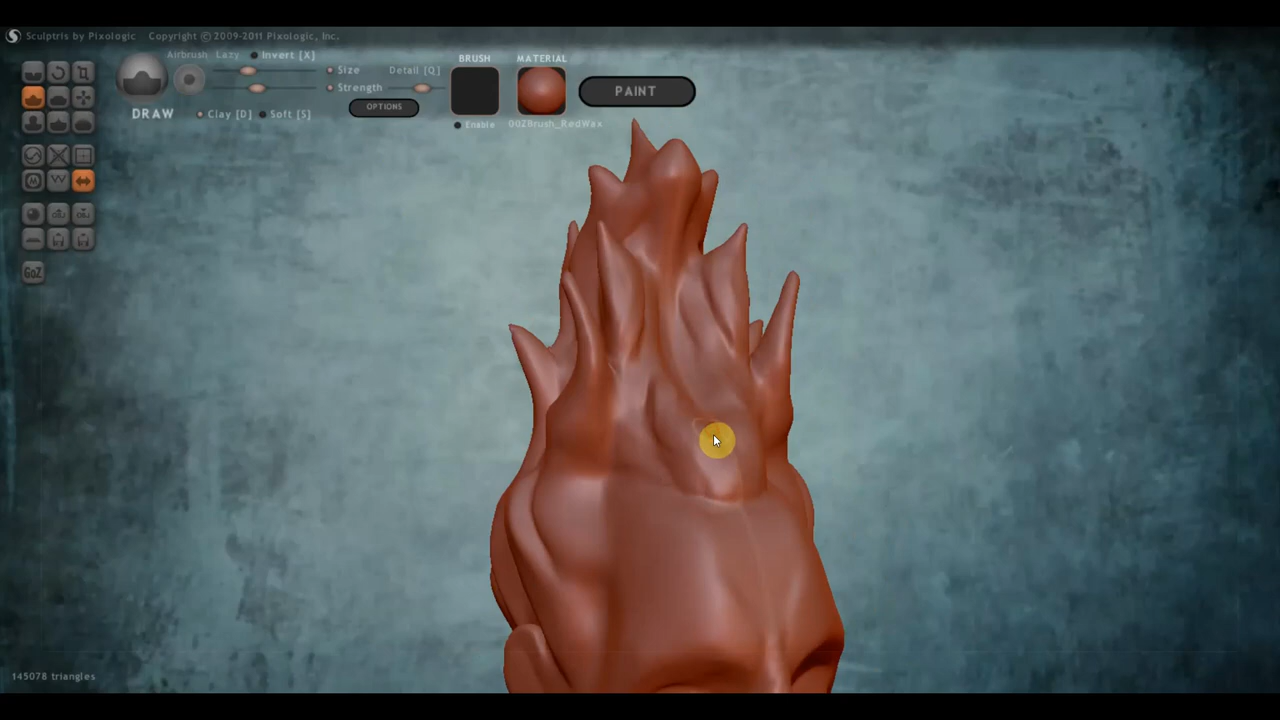 Sculptris by Pixologic Copyright © 2009-2011 Pixologic, Inc.
Airbrush Lazy Invert [X]
Size Detail [Q]
Strength
OPTIONS
DRAW Clay [D] Soft [S]
BRUSH
Enable
MATERIAL
00ZBrush_RedWax
PAINT
GoZ
145078 triangles